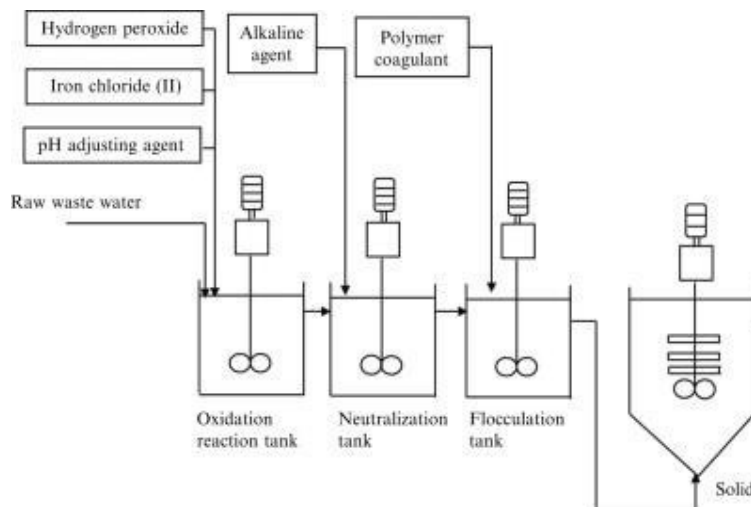 Hydrogen peroxide
Iron chloride (II)
pH adjusting agent
Alkaline
agent
Polymer
coagulant
Raw waste water
Oxidation
reaction tank
Neutralization
tank
Flocculation
tank
Solid